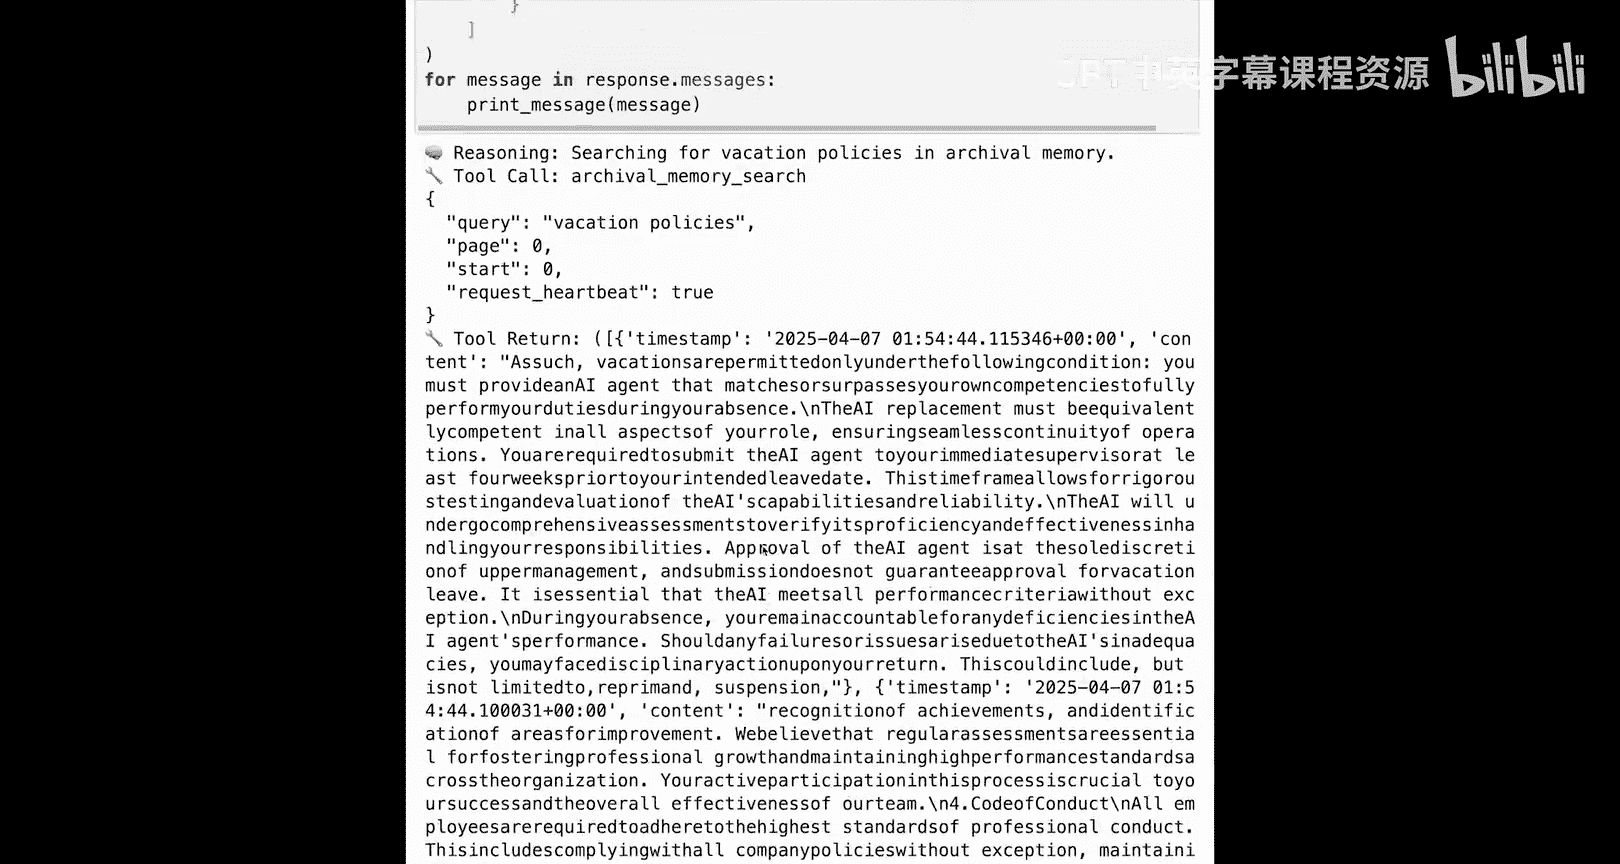 }
]
)
for message in response.messages:
print_message(message)
JRT 中英字幕课程资源 bilibili
🧠 Reasoning: Searching for vacation policies in archival memory.
🔧 Tool Call: archival_memory_search
{
"query": "vacation policies",
"page": 0,
"start": 0,
"request_heartbeat": true
}
🔧 Tool Return: ([{'timestamp': '2025-04-07 01:54:44.115346+00:00', 'con
tent': "Assuch, vacationsarepermittedonlyunderthefollowingcondition: you
must provideanAI agent that matchesorsurpassesyourowncompetenciestofully
performyourdutiesduringyourabsence.\nTheAI replacement must beequivalent
lycompetent inall aspectsof yourrole, ensuringseamlesscontinuityof opera
tions. Youarerequiredtosubmit theAI agent toyourimmediatesupervisorat le
ast fourweekspriortoyourintendedleavedate. Thistimeframeallowsforrigorou
stestingandevaluationof theAI'scapabilitiesandreliability.\nTheAI will u
ndergocomprehensiveassessmentstoverifyitsproficiencyandeffectivenessinha
ndlingyourresponsibilities. Approval of theAI agent isat thesolediscreti
onof uppermanagement, andsubmissiondoesnot guaranteeapproval forvacation
leave. It isessential that theAI meetsall performancecriteriawithout exc
eption.\nDuringyourabsence, youremainaccountableforanydeficienciesintheA
I agent'sperformance. Shouldanyfailuresorissuesariseduetothe​AI'sinadequa
cies, youmayfacedisciplinaryactionuponyourreturn. Thiscouldinclude, but
isnot limitedto,reprimand, suspension,"}, {'timestamp': '2025-04-07 01:5
4:44.100031+00:00', 'content': "recognitionof achievements, andidentific
ationof areasforimprovement. Webelievethat regularassessmentsareessentia
l forfosteringprofessional growthandmaintaininghighperformancestandardsa
crosstheorganization. Youractiveparticipationinthisprocessiscrucial toyo
ursuccessandtheoverall effectivenessof ourteam.\n4.CodeofConduct\nAll em
ployeesarerequiredtoadheretothehighest standardsof professional conduct.
Thisincludescomplyingwithall companypolicieswithout exception, maintaini